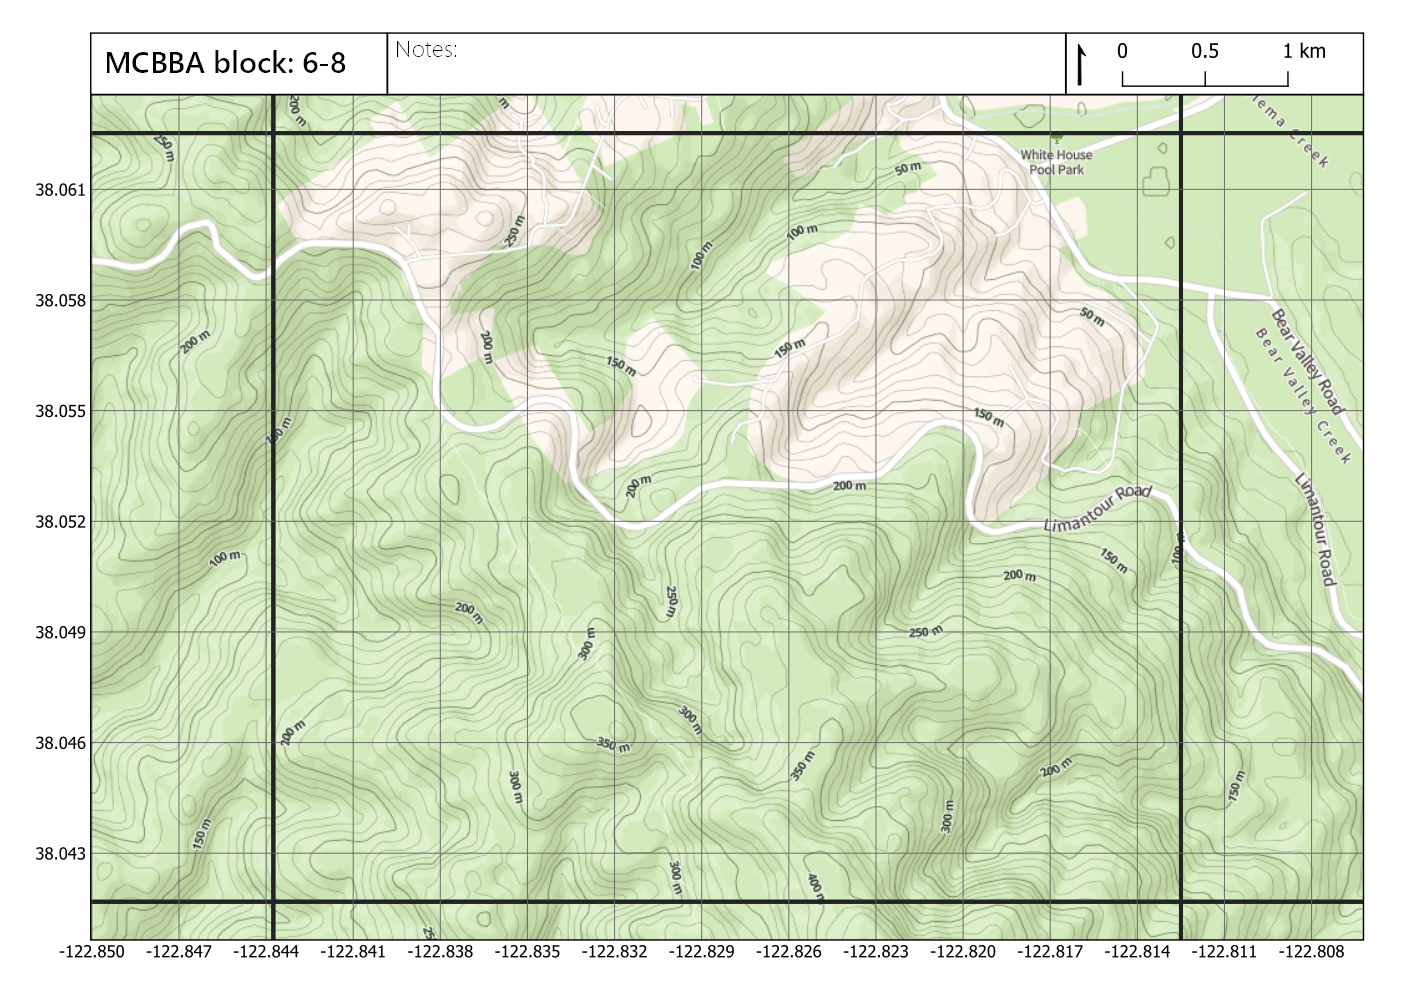 MCBBA block: 6-8
Notes:
0 0.5 1 km
200 m
m
lema Creek
250 m
White House
Pool Park
50 m
38.061
250 m
100 m
100 m
38.058
50 m
Bear Valley Road
Bear Valley Creek
200 m
200 m
150 m
150 m
38.055
150 m
150 m
200 m
200 m
Limantour Road
Limantour Road
38.052
100 m
150 m
100 m
200 m
250 m
200 m
38.049
300 m
250 m
300 m
200 m
38.046
350 m
350 m
200 m
300 m
150 m
300 m
150 m
38.043
300 m
400 m
25
-122.850 -122.847 -122.844 -122.841 -122.838 -122.835 -122.832 -122.829 -122.826 -122.823 -122.820 -122.817 -122.814 -122.811 -122.808